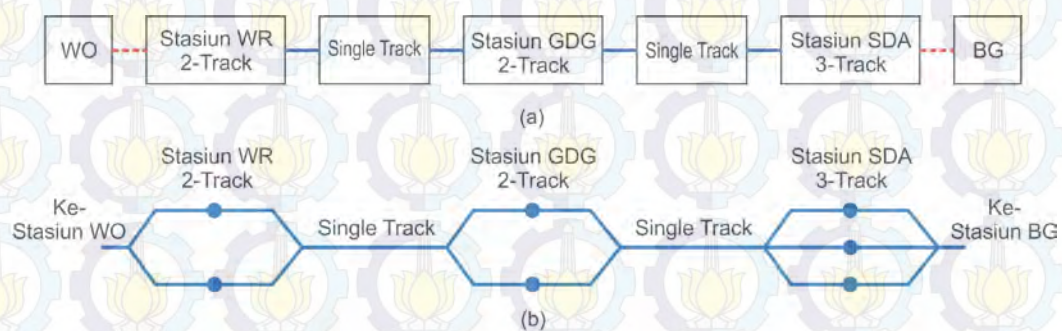 WO
Stasiun WR
2-Track
Single Track
Stasiun GDG
2-Track
Single Track
Stasiun SDA
3-Track
BG
(a)
Stasiun WR
2-Track
Stasiun GDG
2-Track
Stasiun SDA
3-Track
Ke-
Stasiun WO
Single Track
Single Track
Ke-
Stasiun BG
(b)